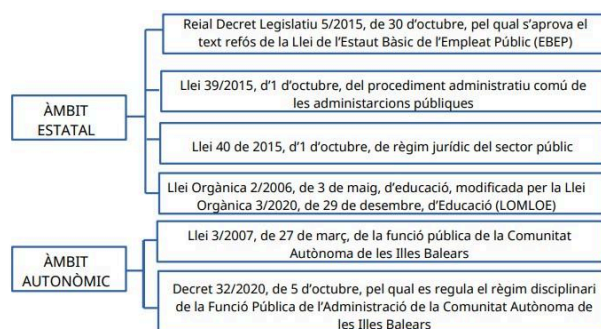 Reial Decret Legislatiu 5/2015, de 30 d'octubre, pel qual s'aprova el
text refós de la Llei de l'Estaut Bàsic de l'Empleat Públic (EBEP)
Llei 39/2015, d'1 d'octubre, del procediment administratiu comú de
les administarcions públiques
ÀMBIT
ESTATAL
Llei 40 de 2015, d'1 d'octubre, de règim jurídic del sector públic
Llei Orgànica 2/2006, de 3 de maig, d'educació, modificada per la Llei
Orgànica 3/2020, de 29 de desembre, d'Educació (LOMLOE)
Llei 3/2007, de 27 de març, de la funció pública de la Comunitat
Autònoma de les Illes Balears
ÀMBIT
AUTONÒMIC
Decret 32/2020, de 5 d'octubre, pel qual es regula el règim disciplinari
de la Funció Pública de l'Administració de la Comunitat Autònoma de
les Illes Balears